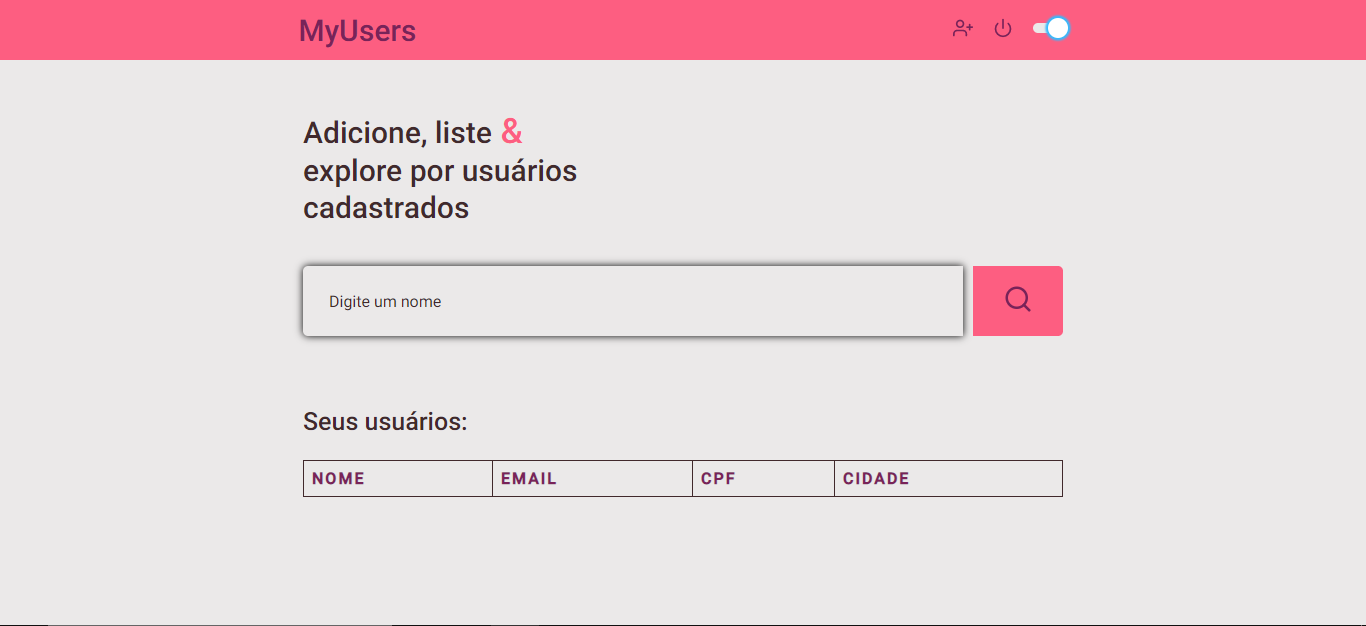 MyUsers
Adicione, liste &
explore por usuários
cadastrados
Digite um nome
Seus usuários:
NOME EMAIL CPF CIDADE